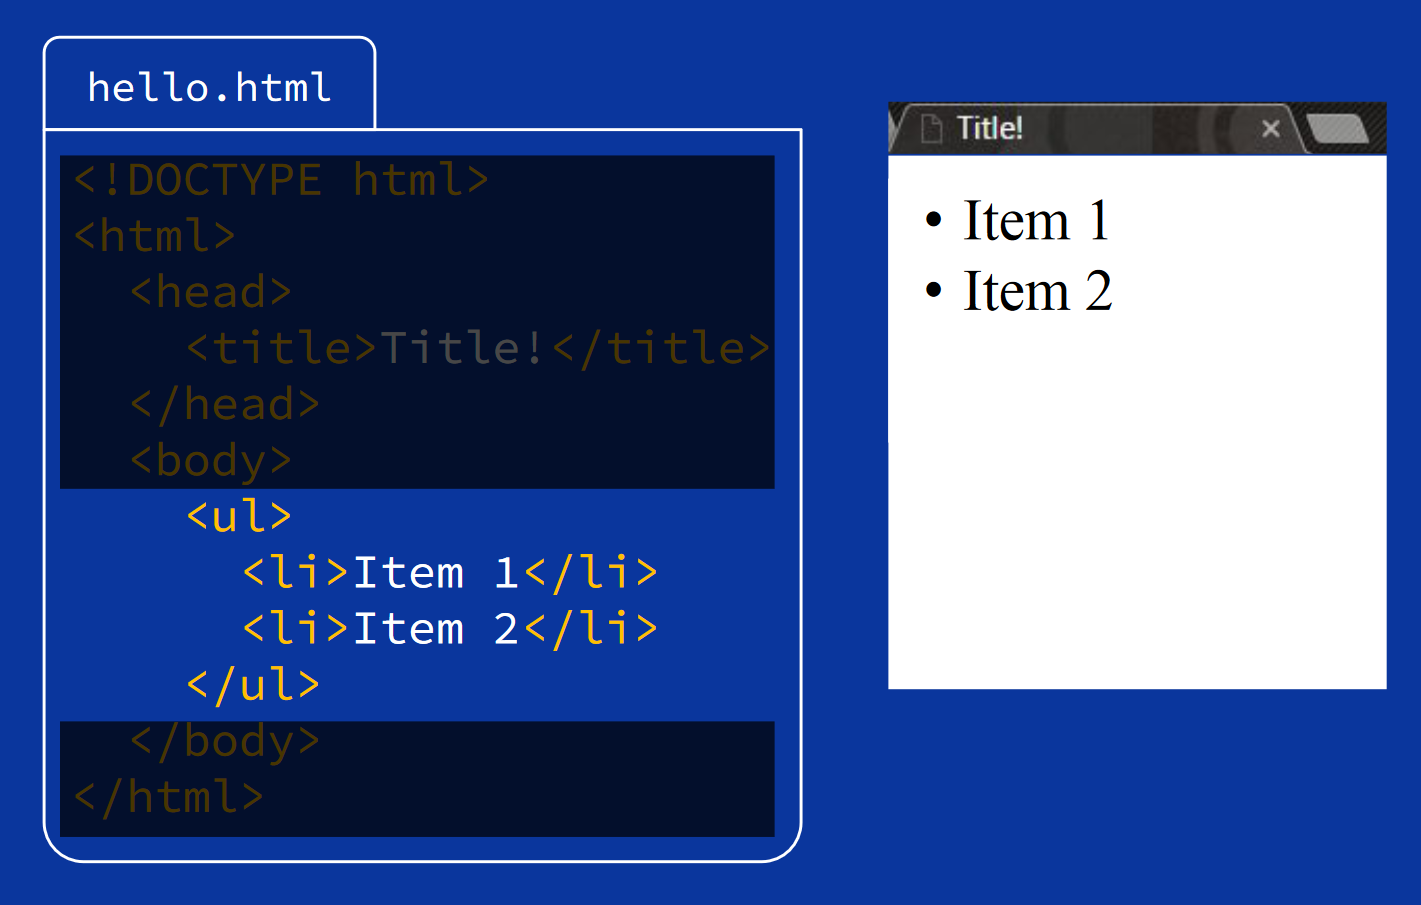 hello.html
<!DOCTYPE html>
<html>
  <head>
    <title>Title!</title>
  </head>
  <body>
    <ul>
      <li>Item 1</li>
      <li>Item 2</li>
    </ul>
  </body>
</html>
Title!
• Item 1
• Item 2